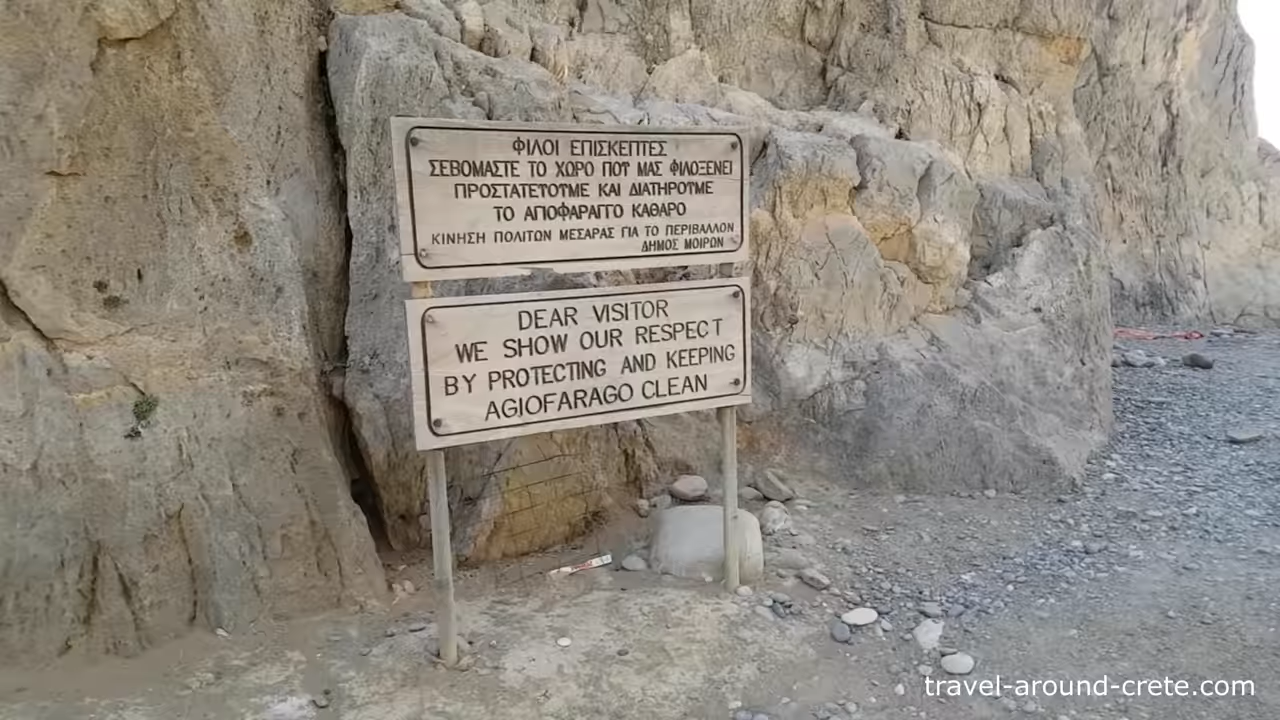 ΦΙΛΟΙ ΕΠΙΣΚΕΠΤΕΣ
ΣΕΒΟΜΑΣΤΕ ΤΟ ΧΩΡΟ ΠΟΥ ΜΑΣ ΦΙΛΟΞΕΝΕΙ
ΠΡΟΣΤΑΤΕΥΟΥΜΕ ΚΑΙ ΔΙΑΤΗΡΟΥΜΕ
ΤΟ ΑΓΙΟΦΑΡΑΓΓΟ ΚΑΘΑΡΟ
ΚΙΝΗΣΗ ΠΟΛΙΤΩΝ ΜΕΣΑΡΑΣ ΓΙΑ ΤΟ ΠΕΡΙΒΑΛΛΟΝ
ΔΗΜΟΣ ΜΟΙΡΩΝ
DEAR VISITOR
WE SHOW OUR RESPECT
BY PROTECTING AND KEEPING
AGIOFARAGO CLEAN
travel-around-crete.com